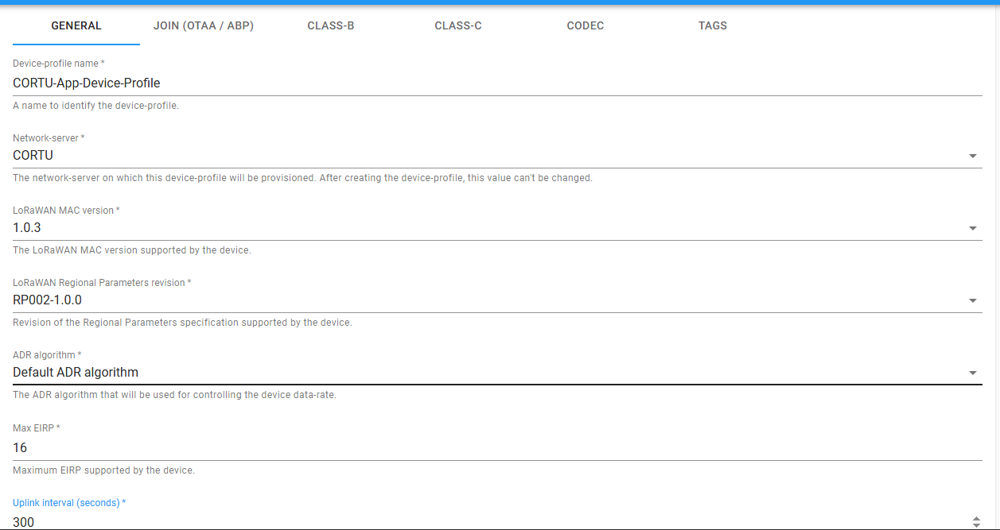 GENERAL JOIN (OTAA / ABP) CLASS-B CLASS-C CODEC TAGS
Device-profile name *
CORTU-App-Device-Profile
A name to identify the device-profile.
Network-server *
CORTU
The network-server on which this device-profile will be provisioned. After creating the device-profile, this value can't be changed.
LoRaWAN MAC version *
1.0.3
The LoRaWAN MAC version supported by the device.
LoRaWAN Regional Parameters revision *
RP002-1.0.0
Revision of the Regional Parameters specification supported by the device.
ADR algorithm *
Default ADR algorithm
The ADR algorithm that will be used for controlling the device data-rate.
Max EIRP *
16
Maximum EIRP supported by the device.
Uplink interval (seconds) *
300